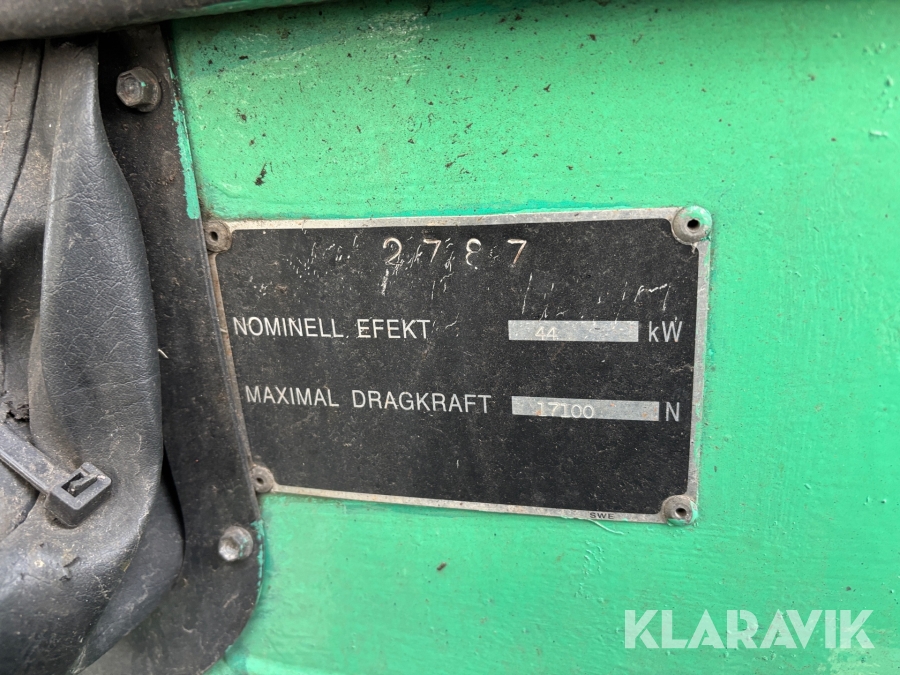 2787
NOMINELL EFEKT 44 kW
MAXIMAL DRAGKRAFT 17100 N
SWE
KLARAVIK